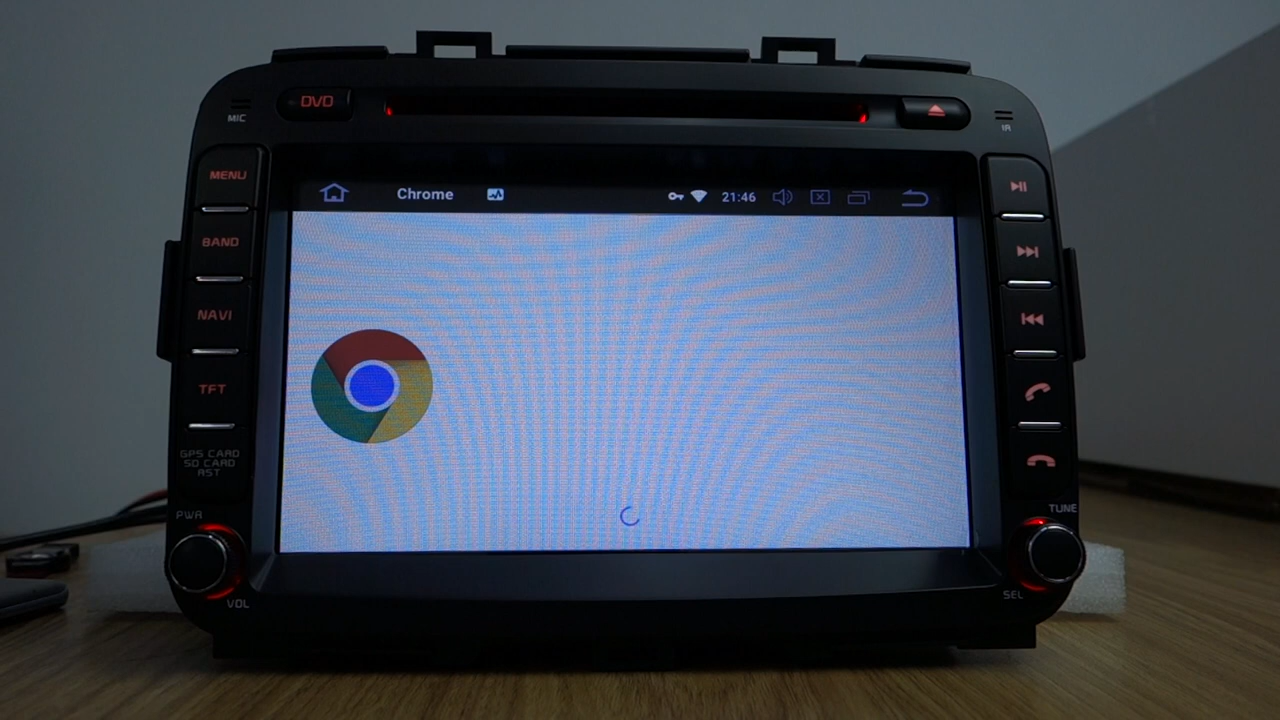 DVD
MIC
IR
MENU
Chrome
21:46
BAND
NAVI
TFT
GPS CARD
SD CARD
RST
PWR
TUNE
VOL
SEL